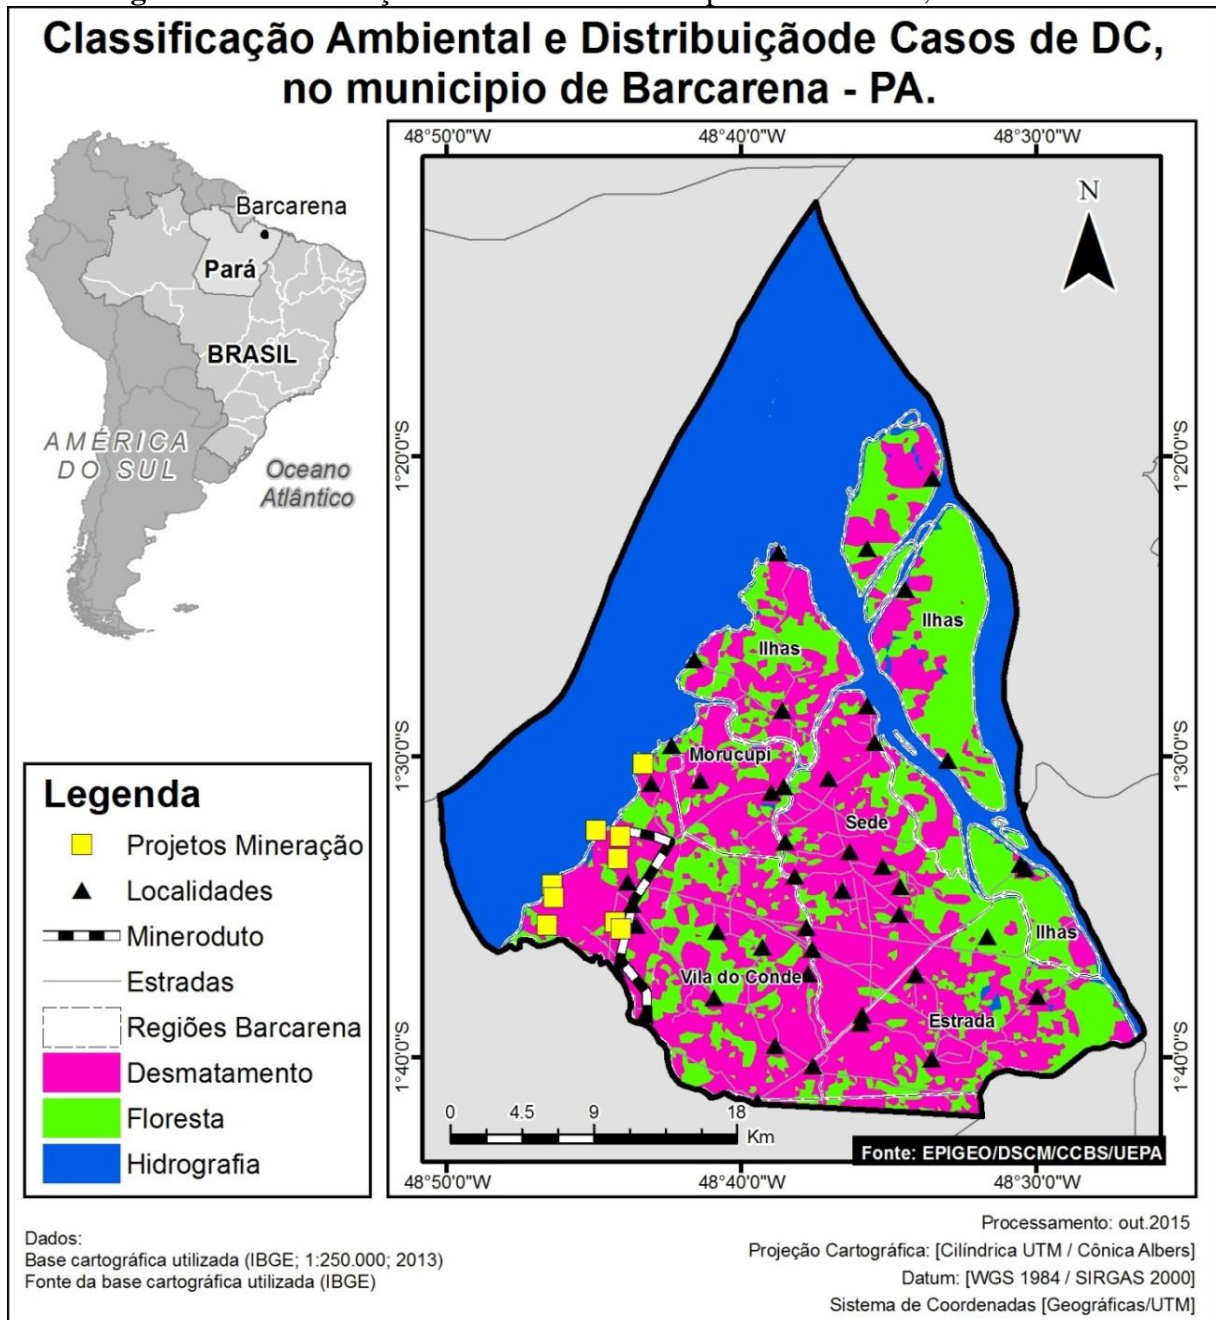 Classificação Ambiental e Distribuiçãode Casos de DC,
no municipio de Barcarena - PA.
Barcarena
Pará
BRASIL
AMÉRICA
DO SUL
Oceano
Atlântico
48°50'0"W
48°40'0"W
48°30'0"W
N
1°20'0"S
1°20'0"S
Ilhas
Ilhas
1°30'0"S
1°30'0"S
Morucupi
Sede
Ilhas
Vila do Conde
Estrada
1°40'0"S
1°40'0"S
0
4.5
9
18
Km
Fonte: EPIGEO/DSCM/CCBS/UEPA
48°50'0"W
48°40'0"W
48°30'0"W
Legenda
Projetos Mineração
Localidades
Mineroduto
Estradas
Regiões Barcarena
Desmatamento
Floresta
Hidrografia
Dados:
Base cartográfica utilizada (IBGE; 1:250.000; 2013)
Fonte da base cartográfica utilizada (IBGE)
Processamento: out.2015
Projeção Cartográfica: [Cilíndrica UTM / Cônica Albers]
Datum: [WGS 1984 / SIRGAS 2000]
Sistema de Coordenadas [Geográficas/UTM]